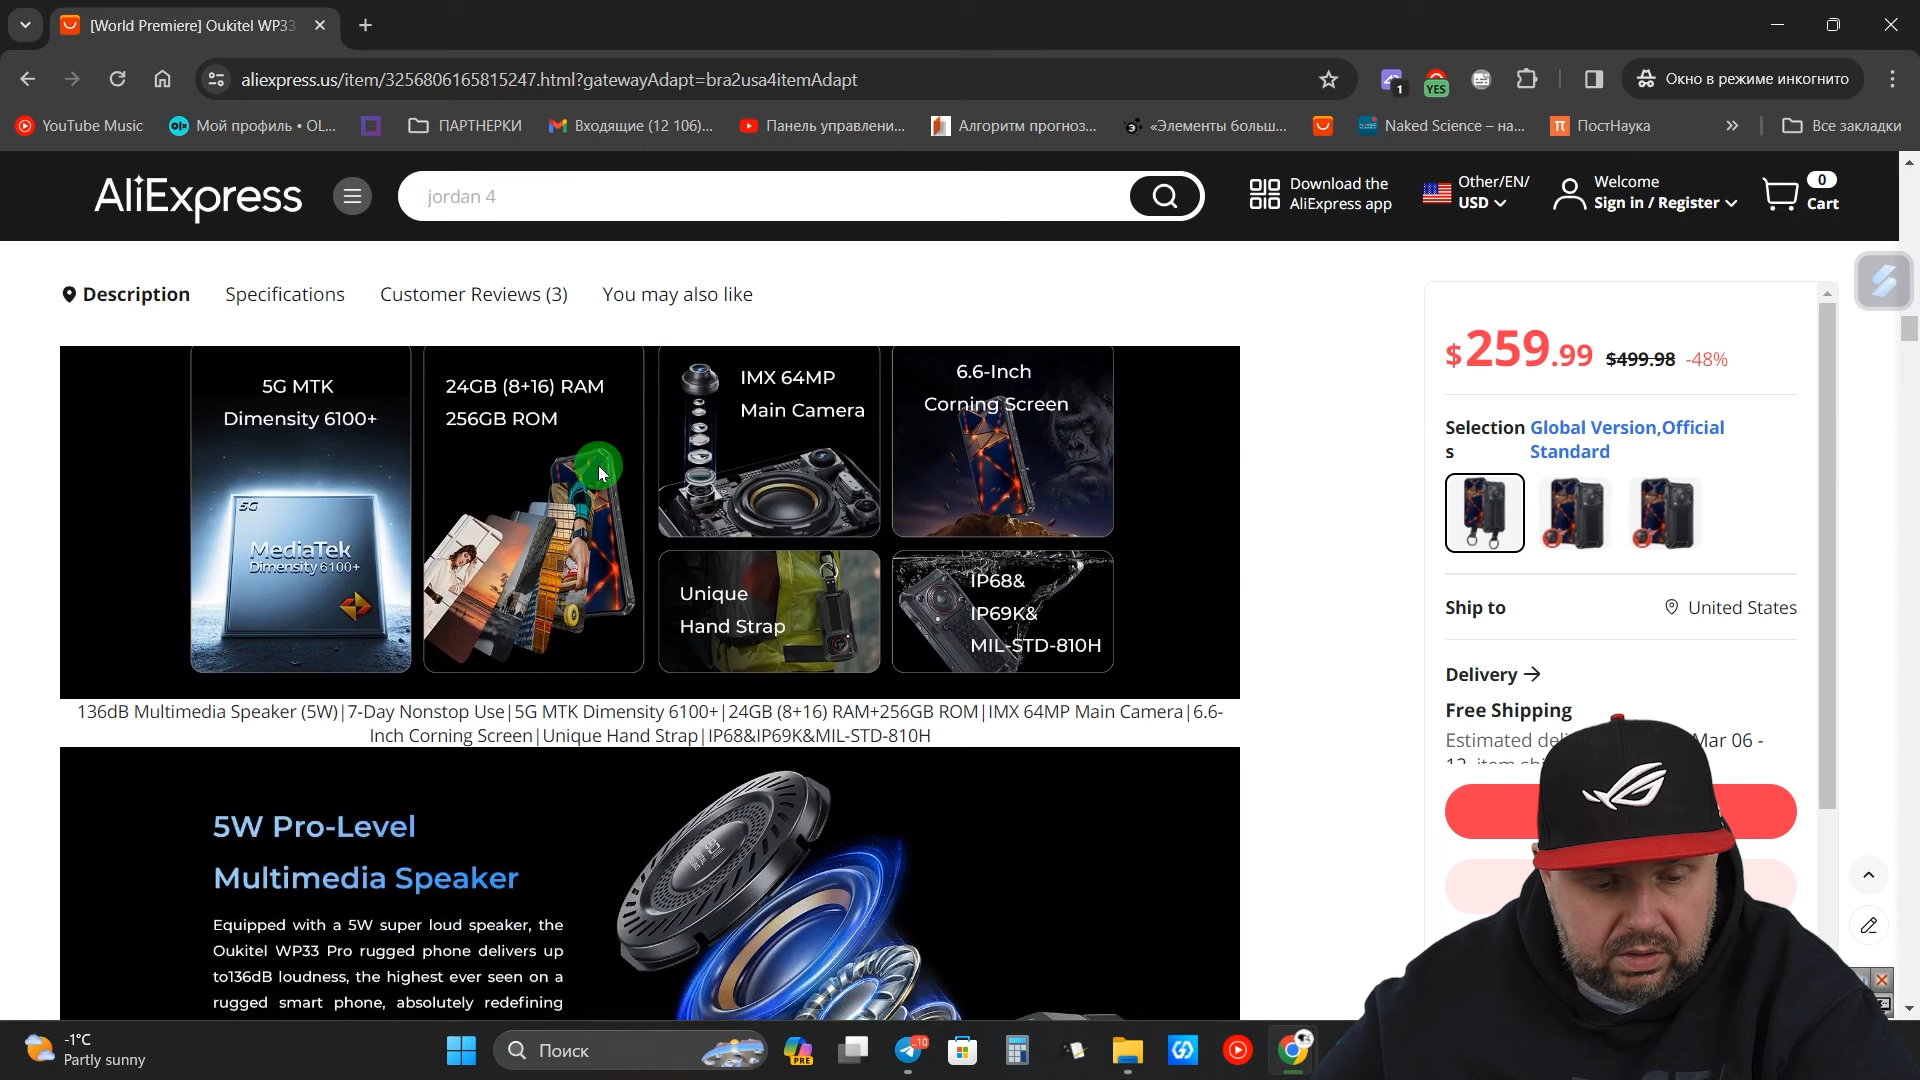 [World Premiere] Oukitel WP33
aliexpress.us/item/3256806165815247.html?gatewayAdapt=bra2usa4itemAdapt
1
YES
Окно в режиме инкогнито
YouTube Music
Мой профиль • OL...
ПАРТНЕРКИ
Входящие (12 106)...
Панель управлени...
Алгоритм прогноз...
«Элементы больш...
Naked Science – на...
ПостНаука
Все закладки
AliExpress
jordan 4
Download the
AliExpress app
Other/EN/
USD
Welcome
Sign in / Register
0
Cart
Description
Specifications
Customer Reviews (3)
You may also like
5G MTK
Dimensity 6100+
5G
MediaTek
Dimensity 6100+
24GB (8+16) RAM
256GB ROM
IMX 64MP
Main Camera
6.6-Inch
Corning Screen
Unique
Hand Strap
IP68&
IP69K&
MIL-STD-810H
136dB Multimedia Speaker (5W)|7-Day Nonstop Use|5G MTK Dimensity 6100+|24GB (8+16) RAM+256GB ROM|IMX 64MP Main Camera|6.6-
Inch Corning Screen|Unique Hand Strap|IP68&IP69K&MIL-STD-810H
5W Pro-Level
Multimedia Speaker
Equipped with a 5W super loud speaker, the
Oukitel WP33 Pro rugged phone delivers up
to136dB loudness, the highest ever seen on a
rugged smart phone, absolutely redefining
$259.99 $499.98 -48%
Selection
s
Global Version,Official
Standard
Ship to
United States
Delivery
Free Shipping
Estimated Mar 06 -
-1°C
Partly sunny
Поиск
PRE
10